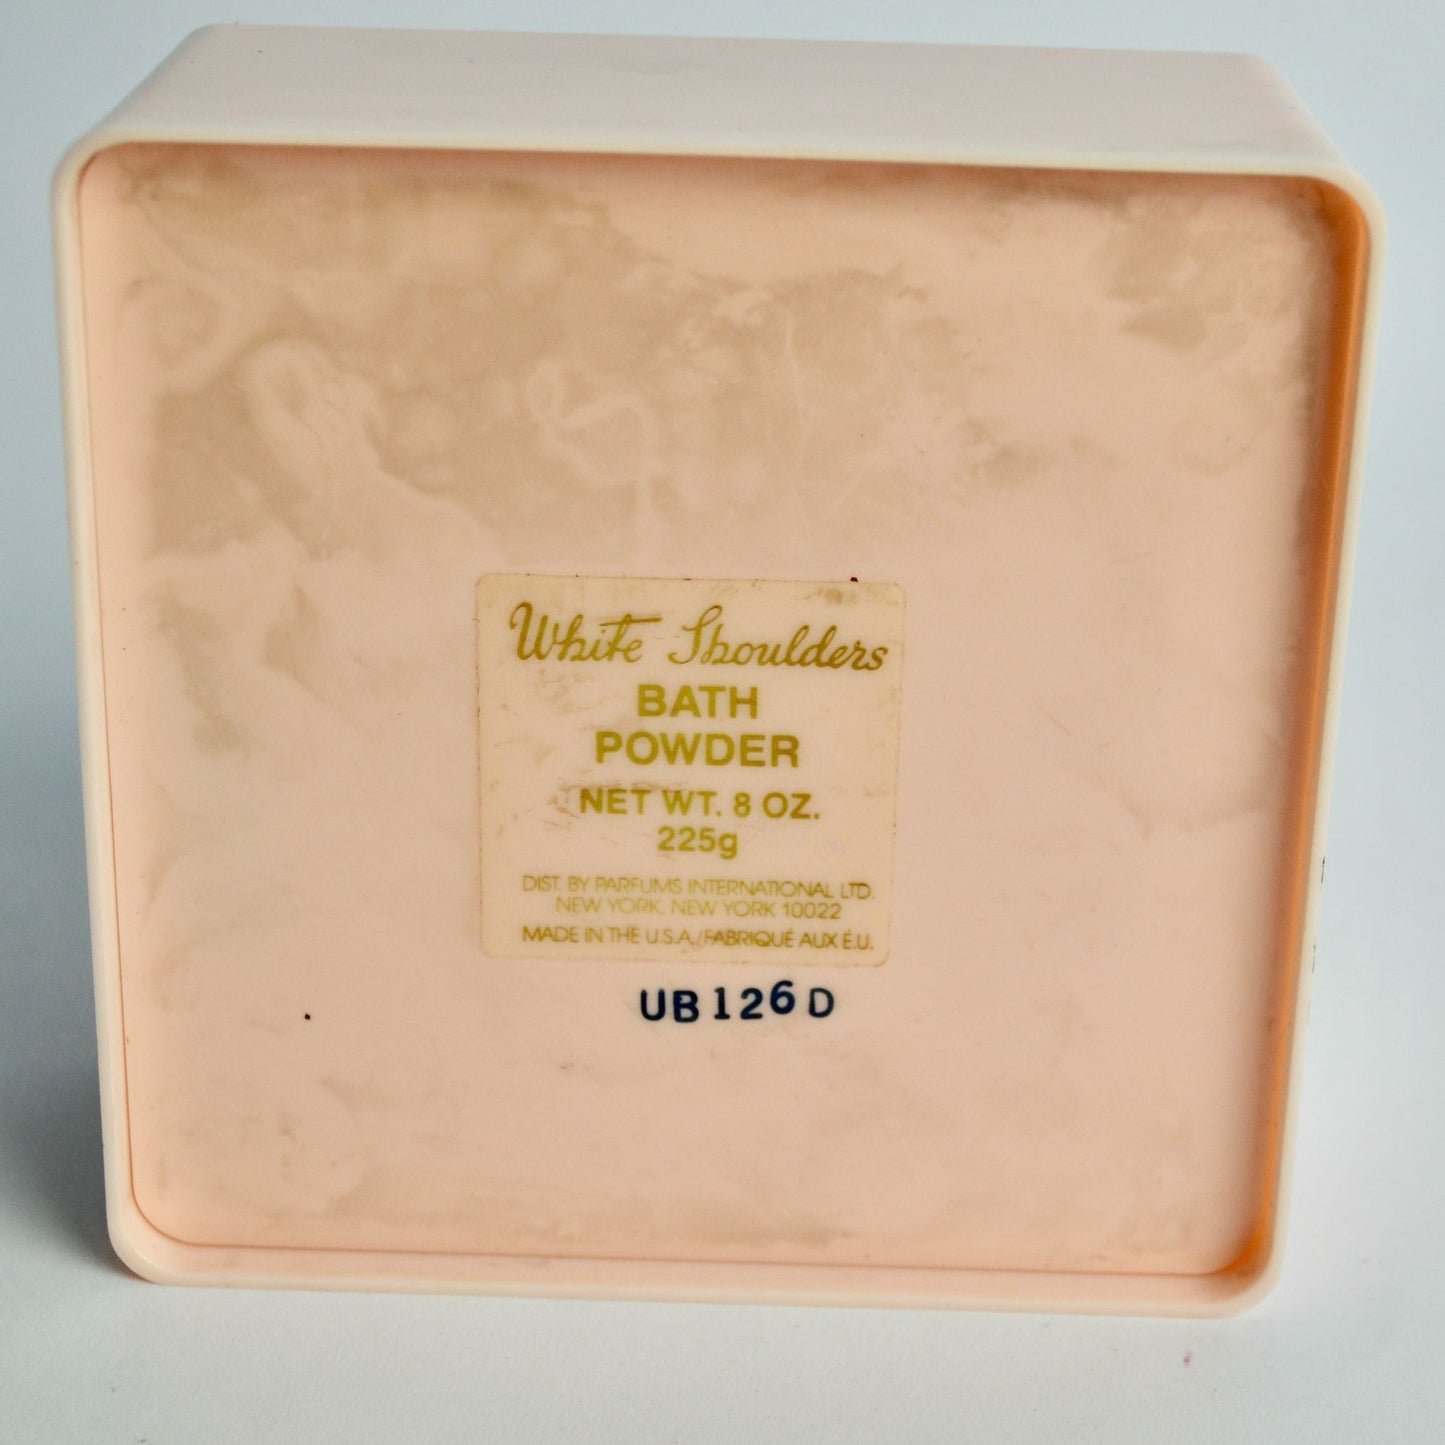 White Shoulders
BATH
POWDER
NET WT. 8 OZ.
225g
DIST. BY PARFUMS INTERNATIONAL LTD.
NEW YORK, NEW YORK 10022
MADE IN THE U.S.A./FABRIQUÉ AUX É.U.
UB126D